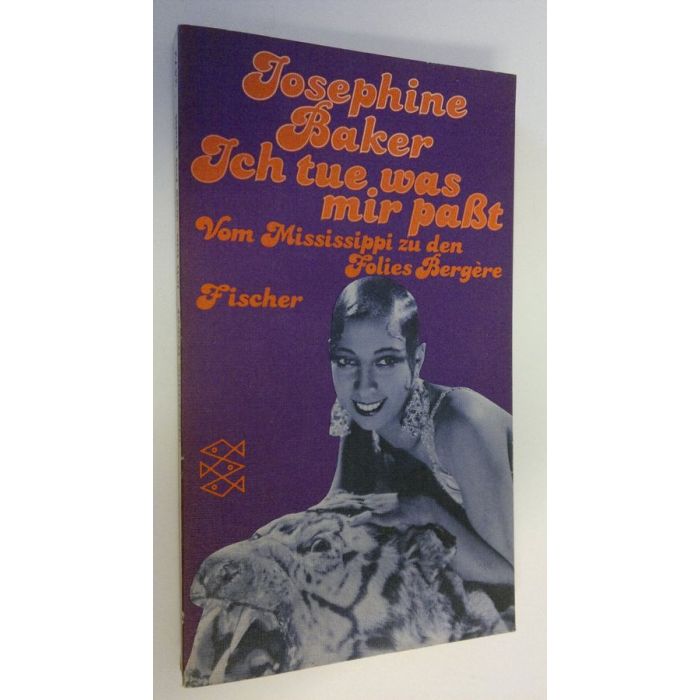 Josephine
Baker
Ich tue was
mir paßt
Vom Mississippi zu den
Folies Bergère
Fischer